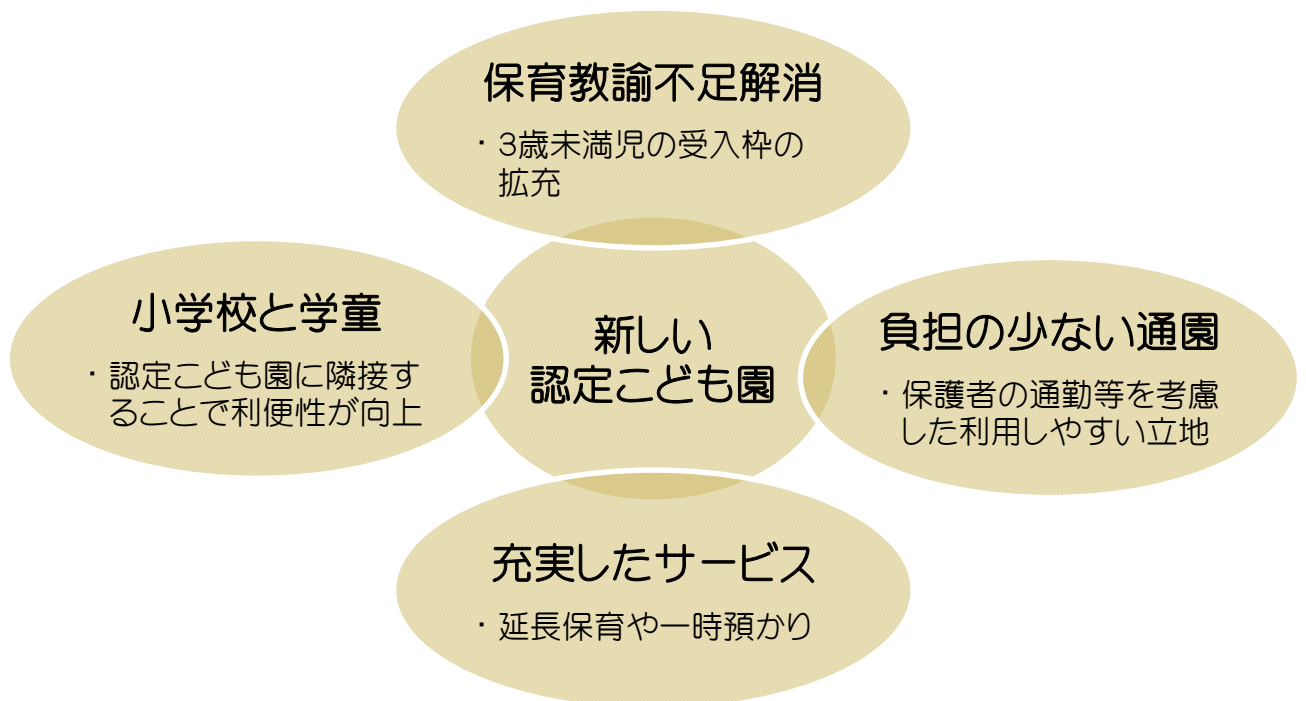 保育教諭不足解消
・3歳未満児の受入枠の
拡充
小学校と学童
・認定こども園に隣接す
ることで利便性が向上
新しい
認定こども園
負担の少ない通園
・保護者の通勤等を考慮
した利用しやすい立地
充実したサービス
・延長保育や一時預かり